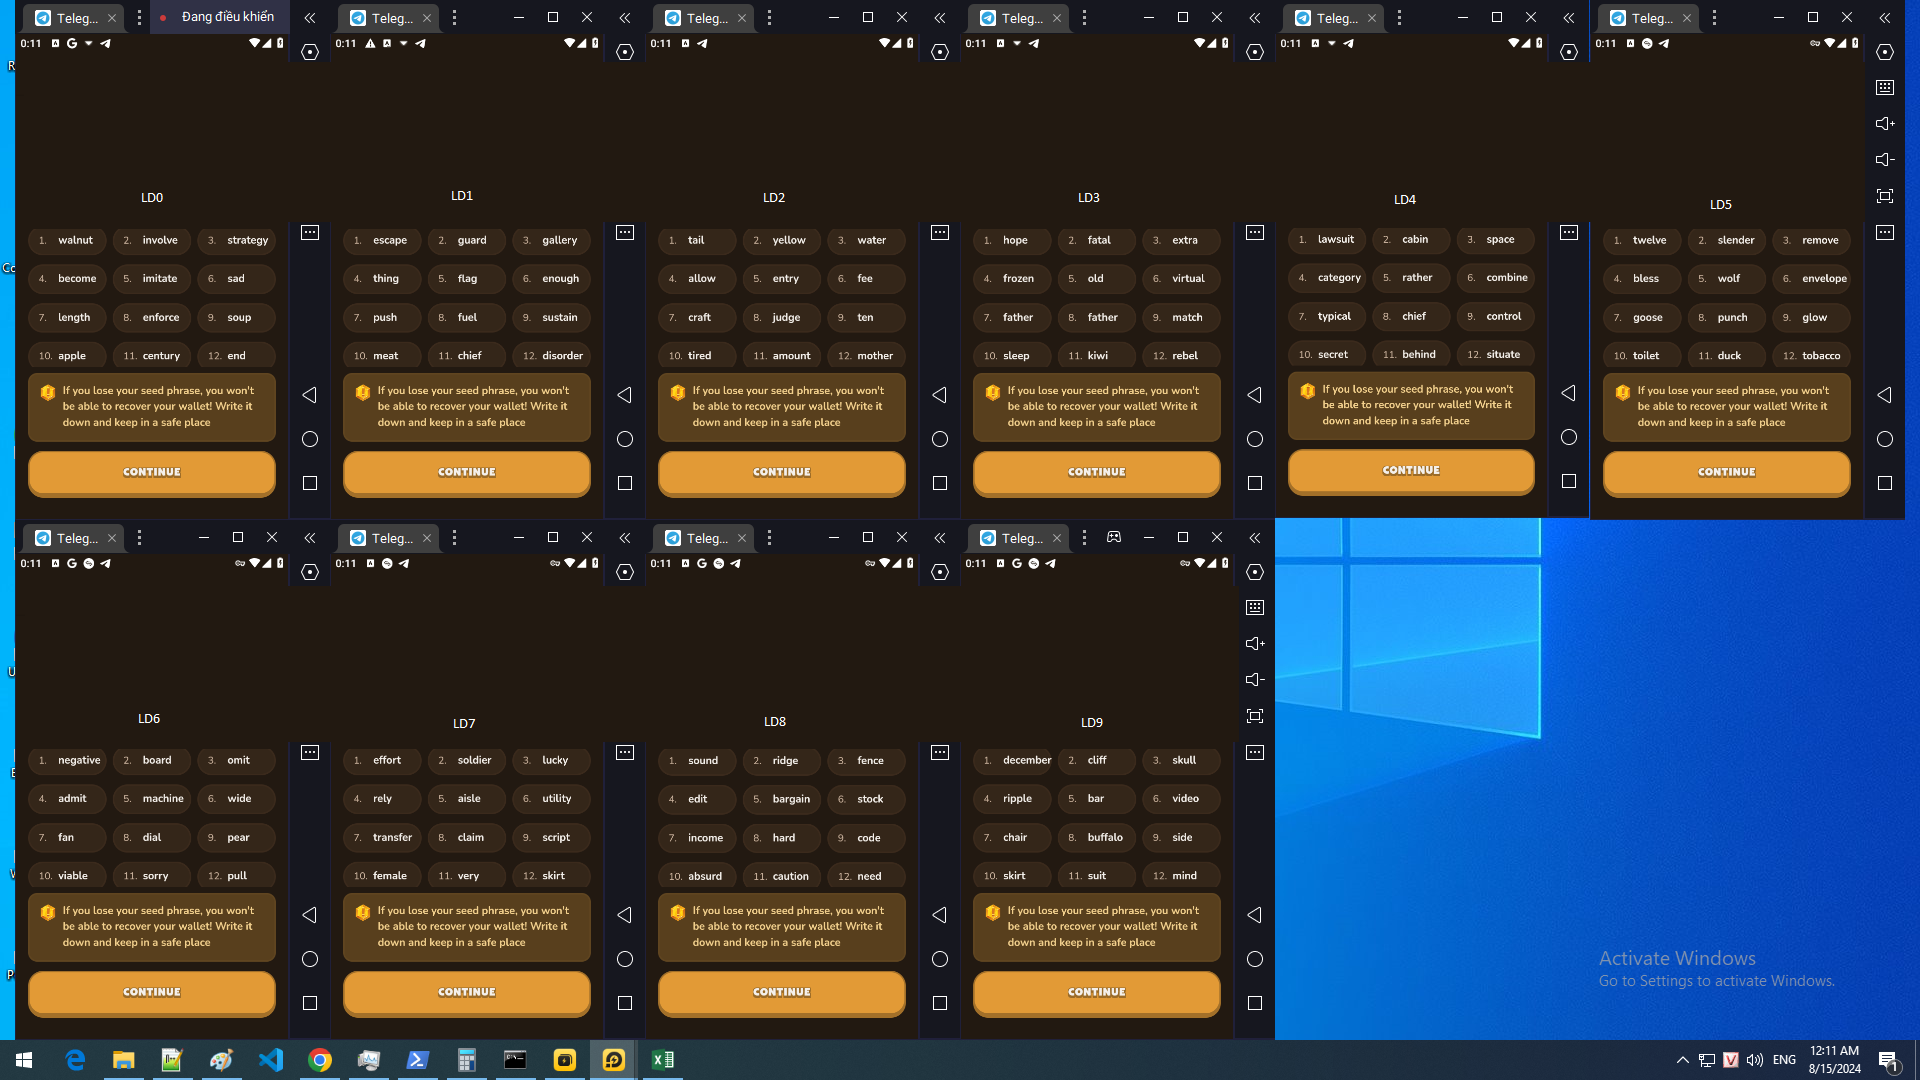 Teleg...
Đang điều khiển
0:11
LD0
1. walnut 2. involve 3. strategy
4. become 5. imitate 6. sad
7. length 8. enforce 9. soup
10. apple 11. century 12. end
If you lose your seed phrase, you won't
be able to recover your wallet! Write it
down and keep in a safe place
CONTINUE
Teleg...
0:11
LD1
1. escape 2. guard 3. gallery
4. thing 5. flag 6. enough
7. push 8. fuel 9. sustain
10. meat 11. chief 12. disorder
If you lose your seed phrase, you won't
be able to recover your wallet! Write it
down and keep in a safe place
CONTINUE
Teleg...
0:11
LD2
1. tail 2. yellow 3. water
4. allow 5. entry 6. fee
7. craft 8. judge 9. ten
10. tired 11. amount 12. mother
If you lose your seed phrase, you won't
be able to recover your wallet! Write it
down and keep in a safe place
CONTINUE
Teleg...
0:11
LD3
1. hope 2. fatal 3. extra
4. frozen 5. old 6. virtual
7. father 8. father 9. match
10. sleep 11. kiwi 12. rebel
If you lose your seed phrase, you won't
be able to recover your wallet! Write it
down and keep in a safe place
CONTINUE
Teleg...
0:11
LD4
1. lawsuit 2. cabin 3. space
4. category 5. rather 6. combine
7. typical 8. chief 9. control
10. secret 11. behind 12. situate
If you lose your seed phrase, you won't
be able to recover your wallet! Write it
down and keep in a safe place
CONTINUE
Teleg...
0:11
LD5
1. twelve 2. slender 3. remove
4. bless 5. wolf 6. envelope
7. goose 8. punch 9. glow
10. toilet 11. duck 12. tobacco
If you lose your seed phrase, you won't
be able to recover your wallet! Write it
down and keep in a safe place
CONTINUE
Teleg...
0:11
LD6
1. negative 2. board 3. omit
4. admit 5. machine 6. wide
7. fan 8. dial 9. pear
10. viable 11. sorry 12. pull
If you lose your seed phrase, you won't
be able to recover your wallet! Write it
down and keep in a safe place
CONTINUE
Teleg...
0:11
LD7
1. effort 2. soldier 3. lucky
4. rely 5. aisle 6. utility
7. transfer 8. claim 9. script
10. female 11. very 12. skirt
If you lose your seed phrase, you won't
be able to recover your wallet! Write it
down and keep in a safe place
CONTINUE
Teleg...
0:11
LD8
1. sound 2. ridge 3. fence
4. edit 5. bargain 6. stock
7. income 8. hard 9. code
10. absurd 11. caution 12. need
If you lose your seed phrase, you won't
be able to recover your wallet! Write it
down and keep in a safe place
CONTINUE
Teleg...
0:11
LD9
1. december 2. cliff 3. skull
4. ripple 5. bar 6. video
7. chair 8. buffalo 9. side
10. skirt 11. suit 12. mind
If you lose your seed phrase, you won't
be able to recover your wallet! Write it
down and keep in a safe place
CONTINUE
Activate Windows
Go to Settings to activate Windows.
ENG
12:11 AM
8/15/2024
1